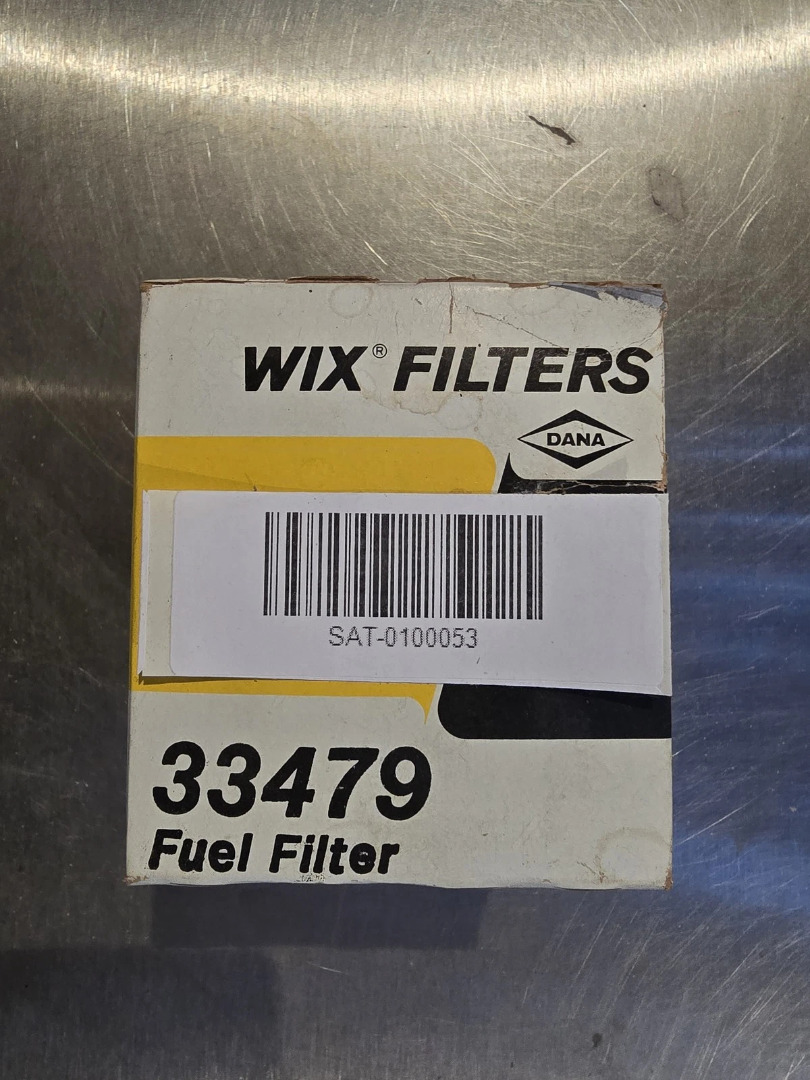 WIX® FILTERS
DANA
SAT-0100053
33479
Fuel Filter